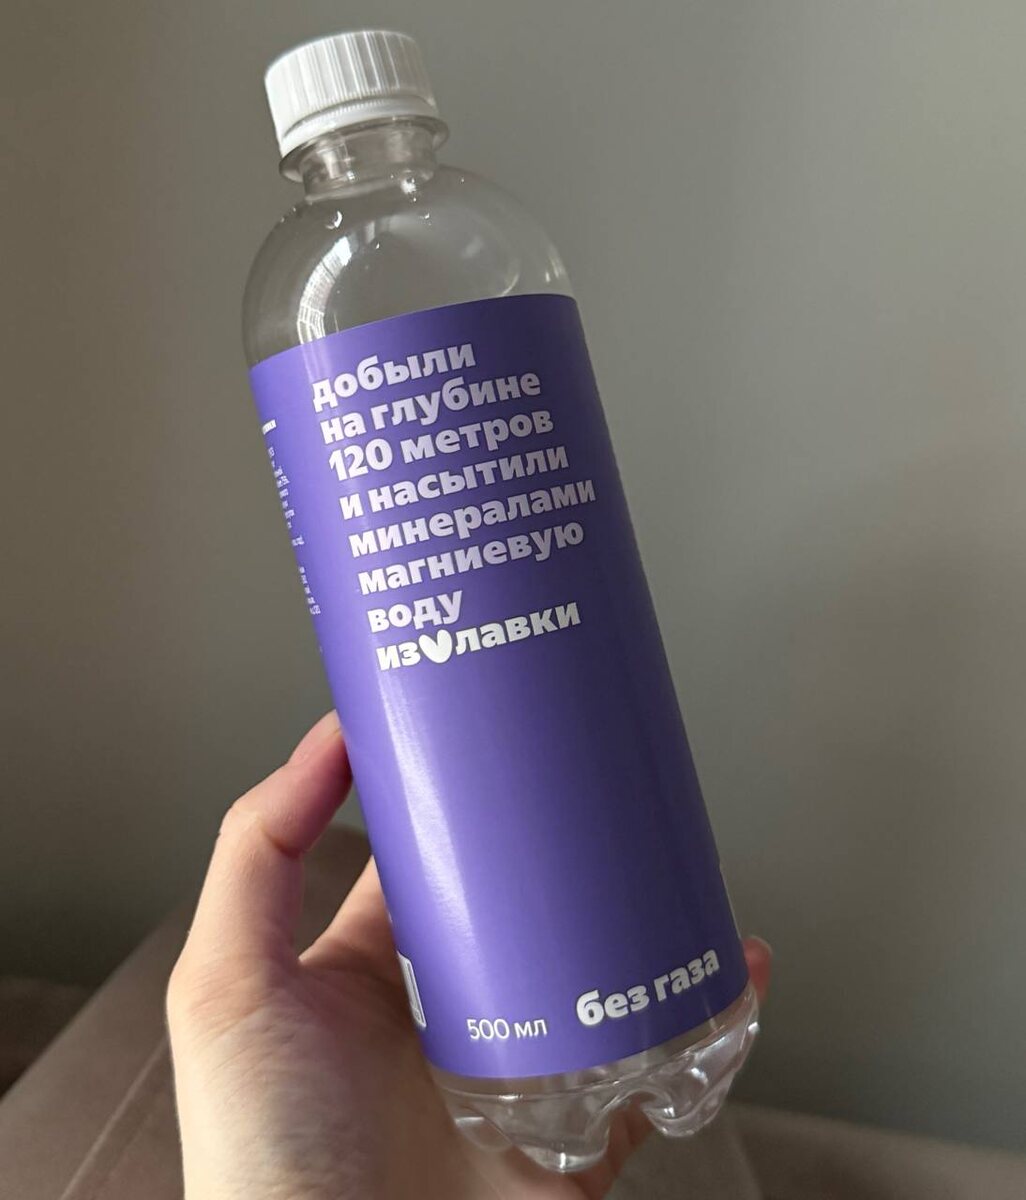 добыли
на глубине
120 метров
и насытили
минералами
магниевую
воду
из лавки
500 мл
без газа